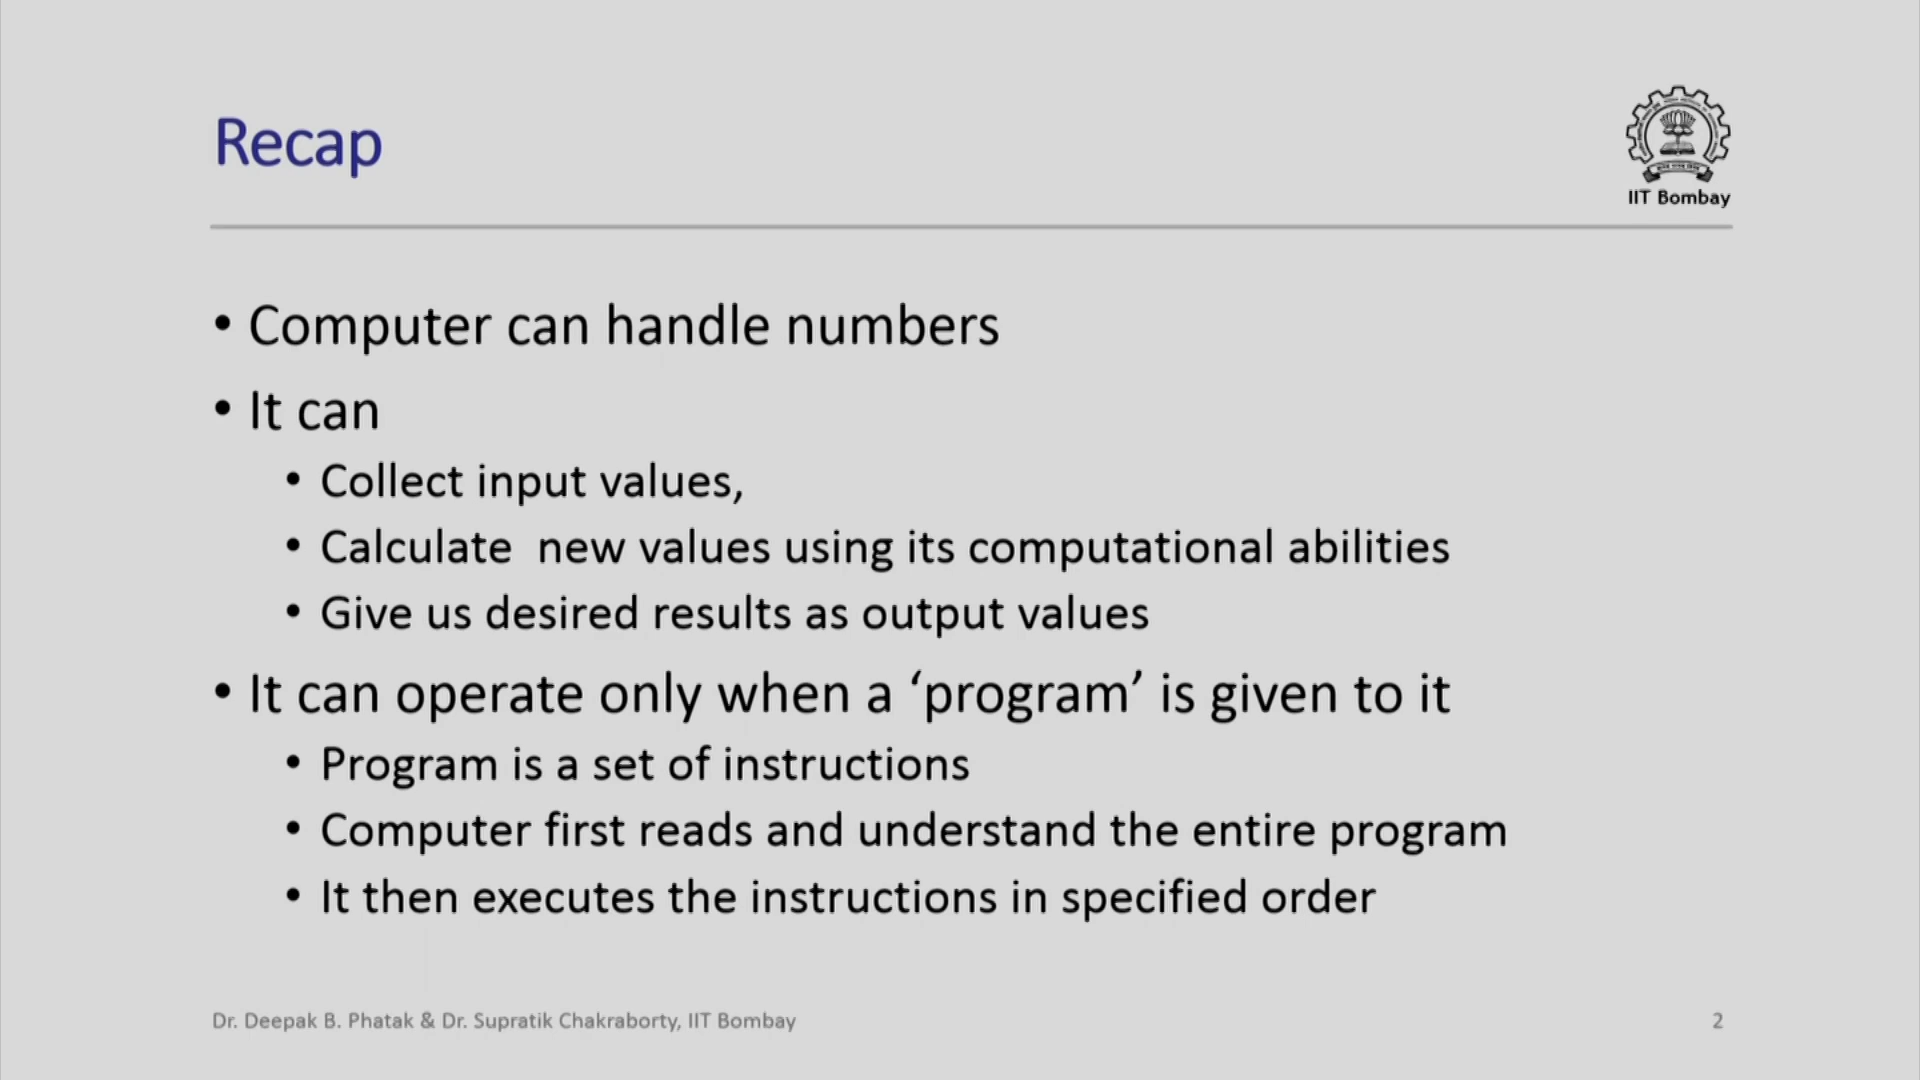 Recap
IIT Bombay
• Computer can handle numbers
• It can
• Collect input values,
• Calculate  new values using its computational abilities
• Give us desired results as output values
• It can operate only when a ‘program’ is given to it
• Program is a set of instructions
• Computer first reads and understand the entire program
• It then executes the instructions in specified order
Dr. Deepak B. Phatak & Dr. Supratik Chakraborty, IIT Bombay
2